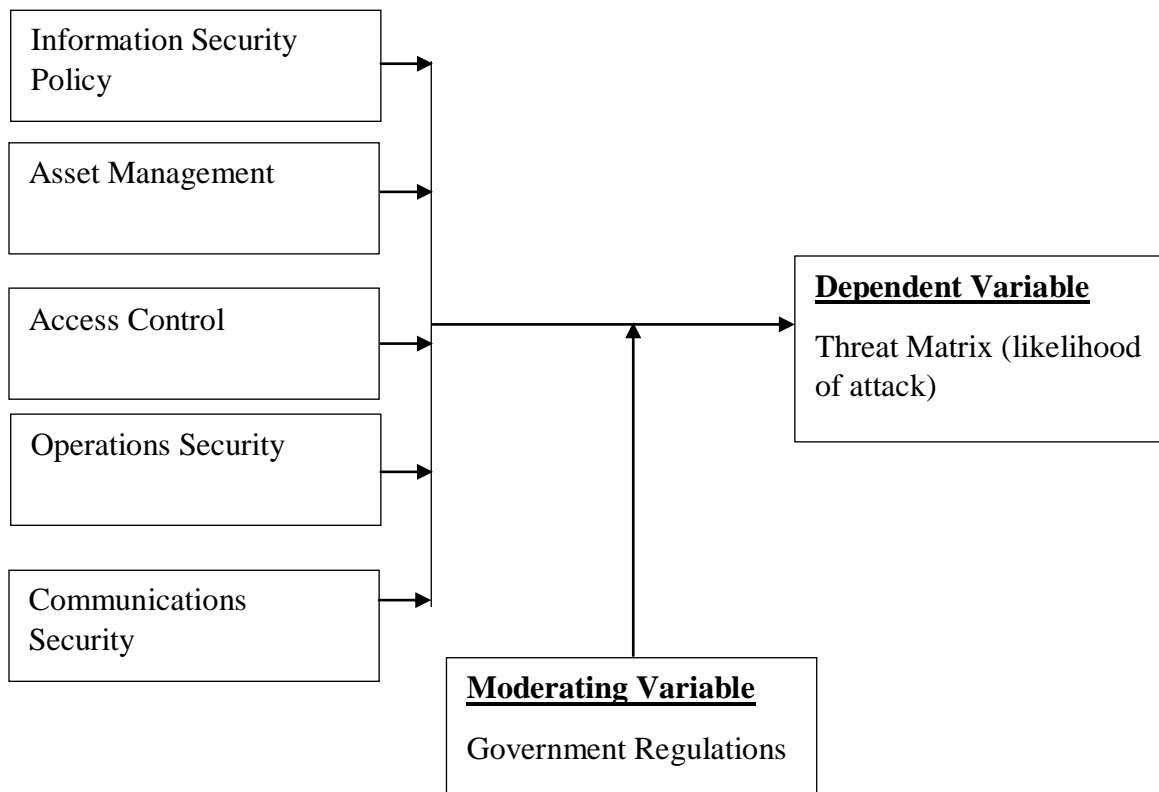 Information Security
Policy
Asset Management
Access Control
Operations Security
Communications
Security
Dependent Variable
Threat Matrix (likelihood
of attack)
Moderating Variable
Government Regulations